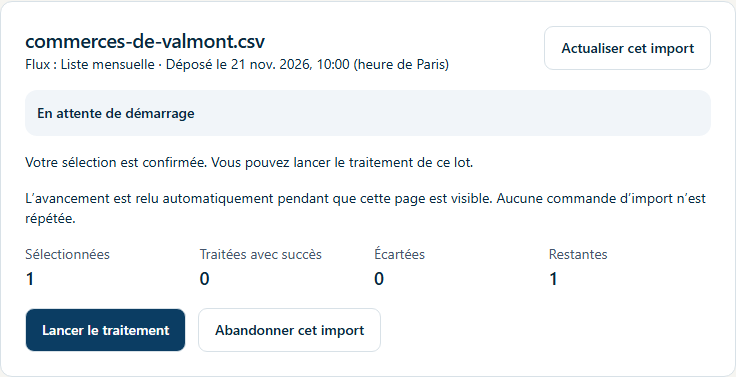 commerces-de-valmont.csv
Actualiser cet import
Flux : Liste mensuelle · Déposé le 21 nov. 2026, 10:00 (heure de Paris)
En attente de démarrage
Votre sélection est confirmée. Vous pouvez lancer le traitement de ce lot.
L’avancement est relu automatiquement pendant que cette page est visible. Aucune commande d’import n’est
répétée.
Sélectionnées Traitées avec succès Écartées Restantes
1 0 0 1
Lancer le traitement Abandonner cet import